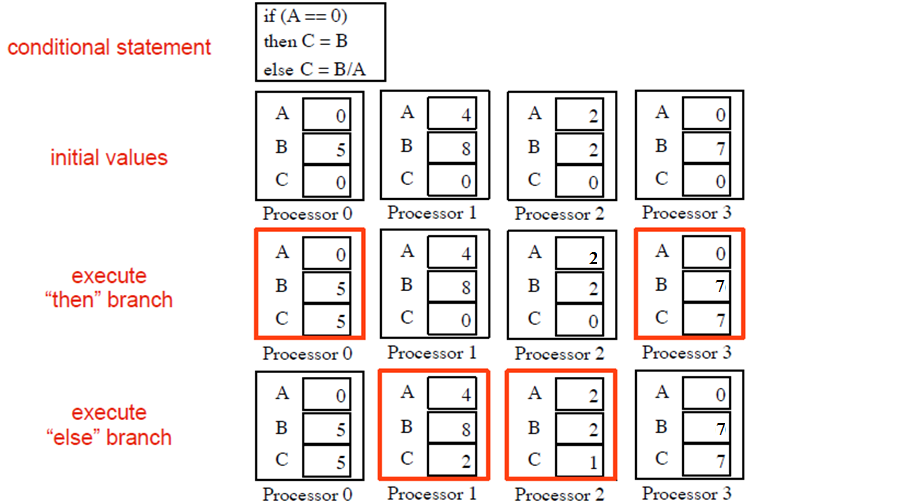 conditional statement
if (A == 0)
then C = B
else C = B/A
initial values
A 0
B 5
C 0
Processor 0
A 4
B 8
C 0
Processor 1
A 2
B 2
C 0
Processor 2
A 0
B 7
C 0
Processor 3
execute
“then” branch
A 0
B 5
C 5
Processor 0
A 4
B 8
C 0
Processor 1
A 2
B 2
C 0
Processor 2
A 0
B 7
C 7
Processor 3
execute
“else” branch
A 0
B 5
C 5
Processor 0
A 4
B 8
C 2
Processor 1
A 2
B 2
C 1
Processor 2
A 0
B 7
C 7
Processor 3